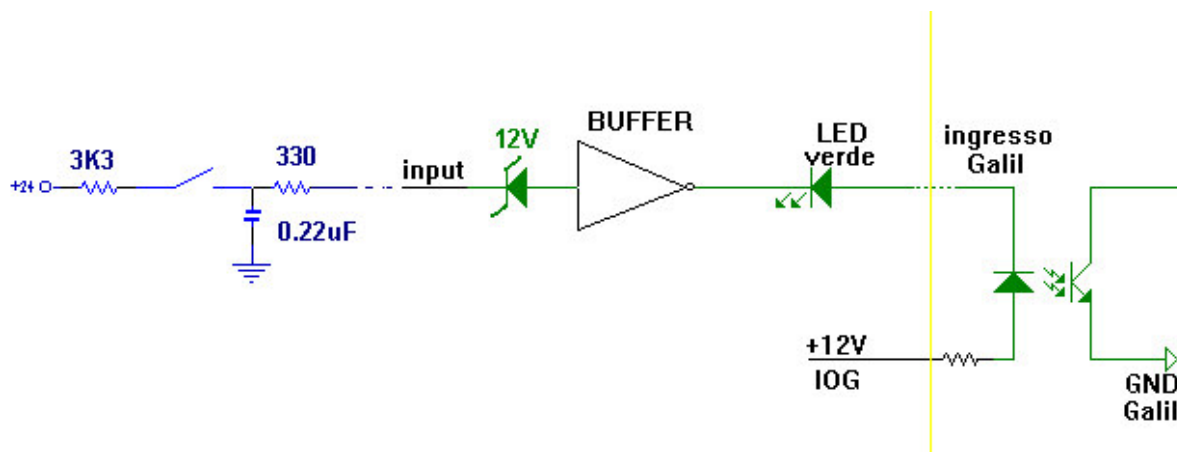 3K3
+24
330
0.22uF
input
12V
BUFFER
LED
verde
ingresso
Galil
+12V
IOG
GND
Galil